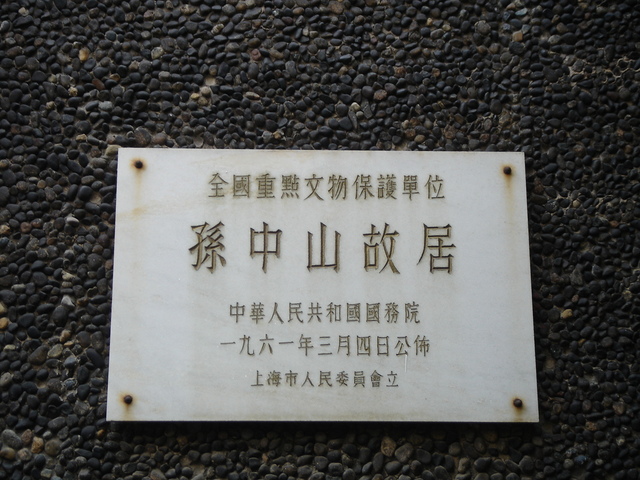 全國重點文物保護單位
孫中山故居
中華人民共和國國務院
一九六一年三月四日公佈
上海市人民委員會立